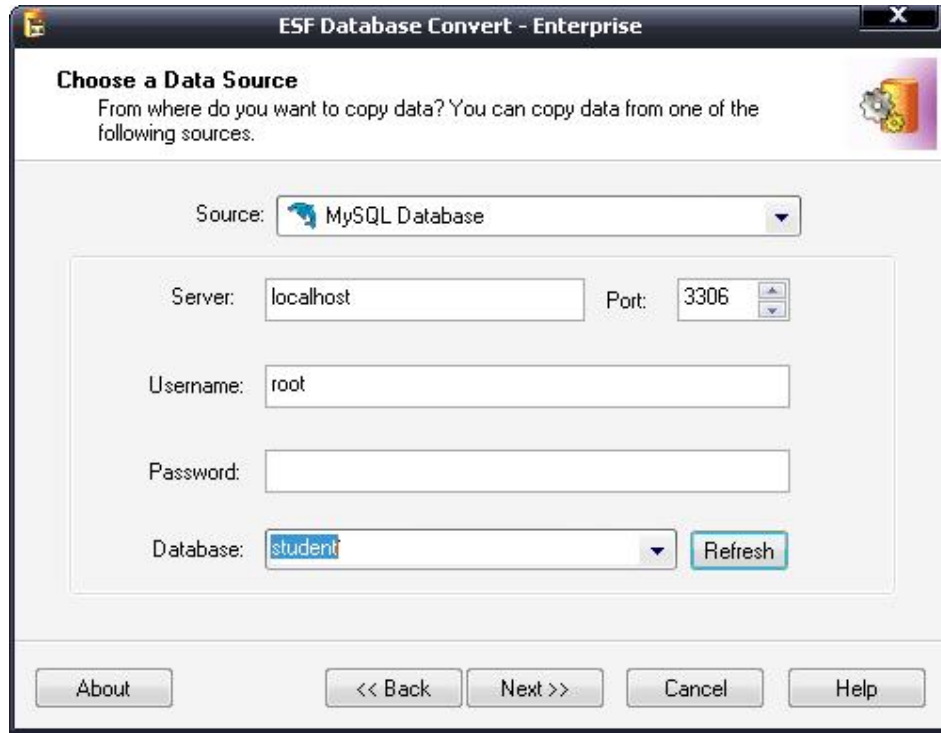 ESF Database Convert - Enterprise
X
Choose a Data Source
From where do you want to copy data? You can copy data from one of the
following sources.
Source: MySQL Database
Server: localhost Port: 3306
Username: root
Password:
Database: student Refresh
About << Back Next >> Cancel Help